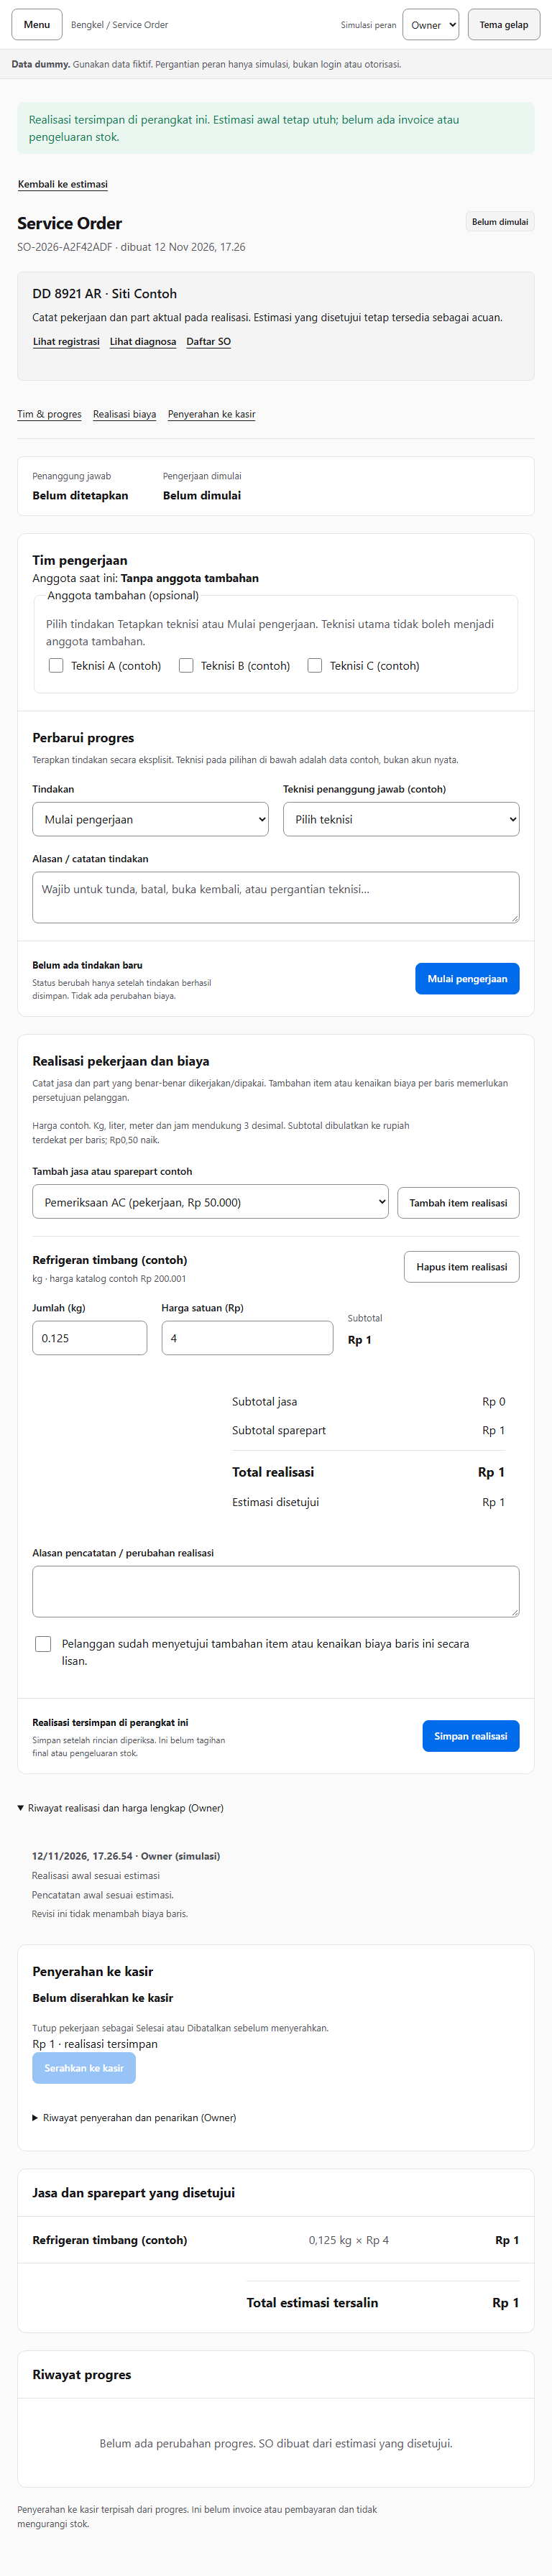 Menu
Bengkel / Service Order
Simulasi peran
Owner
Tema gelap
Data dummy. Gunakan data fiktif. Pergantian peran hanya simulasi, bukan login atau otorisasi.
Realisasi tersimpan di perangkat ini. Estimasi awal tetap utuh; belum ada invoice atau
pengeluaran stok.
Kembali ke estimasi
Service Order
Belum dimulai
SO-2026-A2F42ADF · dibuat 12 Nov 2026, 17.26
DD 8921 AR · Siti Contoh
Catat pekerjaan dan part aktual pada realisasi. Estimasi yang disetujui tetap tersedia sebagai acuan.
Lihat registrasi
Lihat diagnosa
Daftar SO
Tim & progres
Realisasi biaya
Penyerahan ke kasir
Penanggung jawab
Belum ditetapkan
Pengerjaan dimulai
Belum dimulai
Tim pengerjaan
Anggota saat ini: Tanpa anggota tambahan
Anggota tambahan (opsional)
Pilih tindakan Tetapkan teknisi atau Mulai pengerjaan. Teknisi utama tidak boleh menjadi
anggota tambahan.
Teknisi A (contoh)
Teknisi B (contoh)
Teknisi C (contoh)
Perbarui progres
Terapkan tindakan secara eksplisit. Teknisi pada pilihan di bawah adalah data contoh, bukan akun nyata.
Tindakan
Mulai pengerjaan
Teknisi penanggung jawab (contoh)
Pilih teknisi
Alasan / catatan tindakan
Wajib untuk tunda, batal, buka kembali, atau pergantian teknisi...
Belum ada tindakan baru
Status berubah hanya setelah tindakan berhasil
disimpan. Tidak ada perubahan biaya.
Mulai pengerjaan
Realisasi pekerjaan dan biaya
Catat jasa dan part yang benar-benar dikerjakan/dipakai. Tambahan item atau kenaikan biaya per baris memerlukan
persetujuan pelanggan.
Harga contoh. Kg, liter, meter dan jam mendukung 3 desimal. Subtotal dibulatkan ke rupiah
terdekat per baris; Rp0,50 naik.
Tambah jasa atau sparepart contoh
Pemeriksaan AC (pekerjaan, Rp 50.000)
Tambah item realisasi
Refrigeran timbang (contoh)
kg · harga katalog contoh Rp 200.001
Hapus item realisasi
Jumlah (kg)
0.125
Harga satuan (Rp)
4
Subtotal
Rp 1
Subtotal jasa Rp 0
Subtotal sparepart Rp 1
Total realisasi Rp 1
Estimasi disetujui Rp 1
Alasan pencatatan / perubahan realisasi
Pelanggan sudah menyetujui tambahan item atau kenaikan biaya baris ini secara
lisan.
Realisasi tersimpan di perangkat ini
Simpan setelah rincian diperiksa. Ini belum tagihan
final atau pengeluaran stok.
Simpan realisasi
Riwayat realisasi dan harga lengkap (Owner)
12/11/2026, 17.26.54 · Owner (simulasi)
Realisasi awal sesuai estimasi
Pencatatan awal sesuai estimasi.
Revisi ini tidak menambah biaya baris.
Penyerahan ke kasir
Belum diserahkan ke kasir
Tutup pekerjaan sebagai Selesai atau Dibatalkan sebelum menyerahkan.
Rp 1 · realisasi tersimpan
Serahkan ke kasir
Riwayat penyerahan dan penarikan (Owner)
Jasa dan sparepart yang disetujui
Refrigeran timbang (contoh) 0,125 kg × Rp 4 Rp 1
Total estimasi tersalin Rp 1
Riwayat progres
Belum ada perubahan progres. SO dibuat dari estimasi yang disetujui.
Penyerahan ke kasir terpisah dari progres. Ini belum invoice atau pembayaran dan tidak
mengurangi stok.